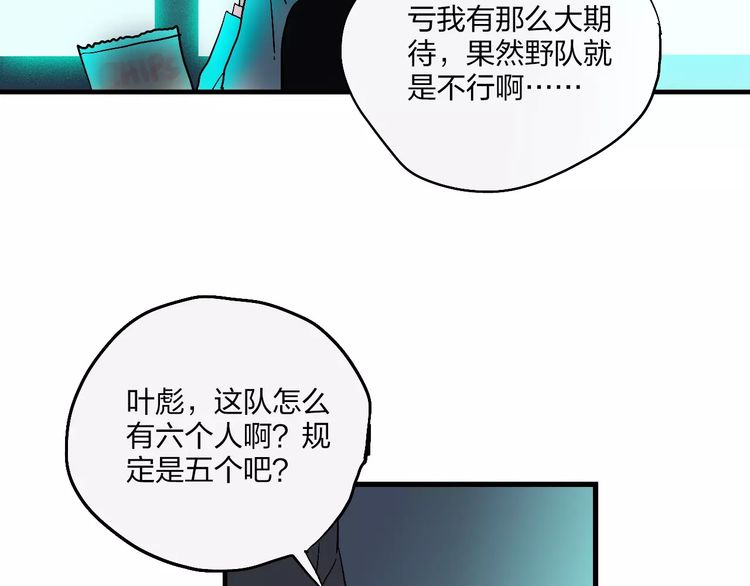 CHIPS
亏我有那么大期
待，果然野队就
是不行啊……
叶彪，这队怎么
有六个人啊？规
定是五个吧？